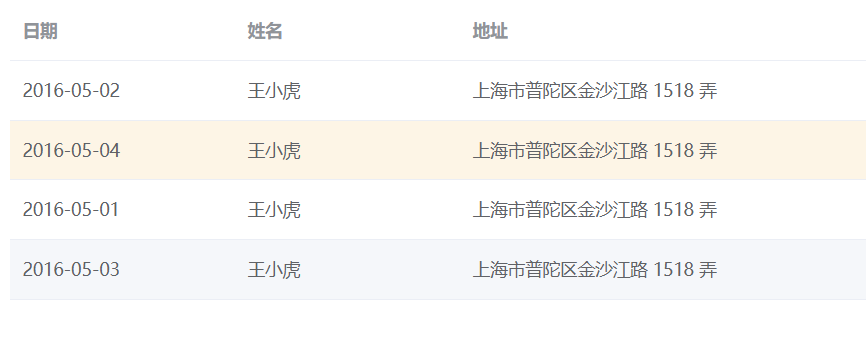 日期 姓名 地址
2016-05-02 王小虎 上海市普陀区金沙江路 1518 弄
2016-05-04 王小虎 上海市普陀区金沙江路 1518 弄
2016-05-01 王小虎 上海市普陀区金沙江路 1518 弄
2016-05-03 王小虎 上海市普陀区金沙江路 1518 弄